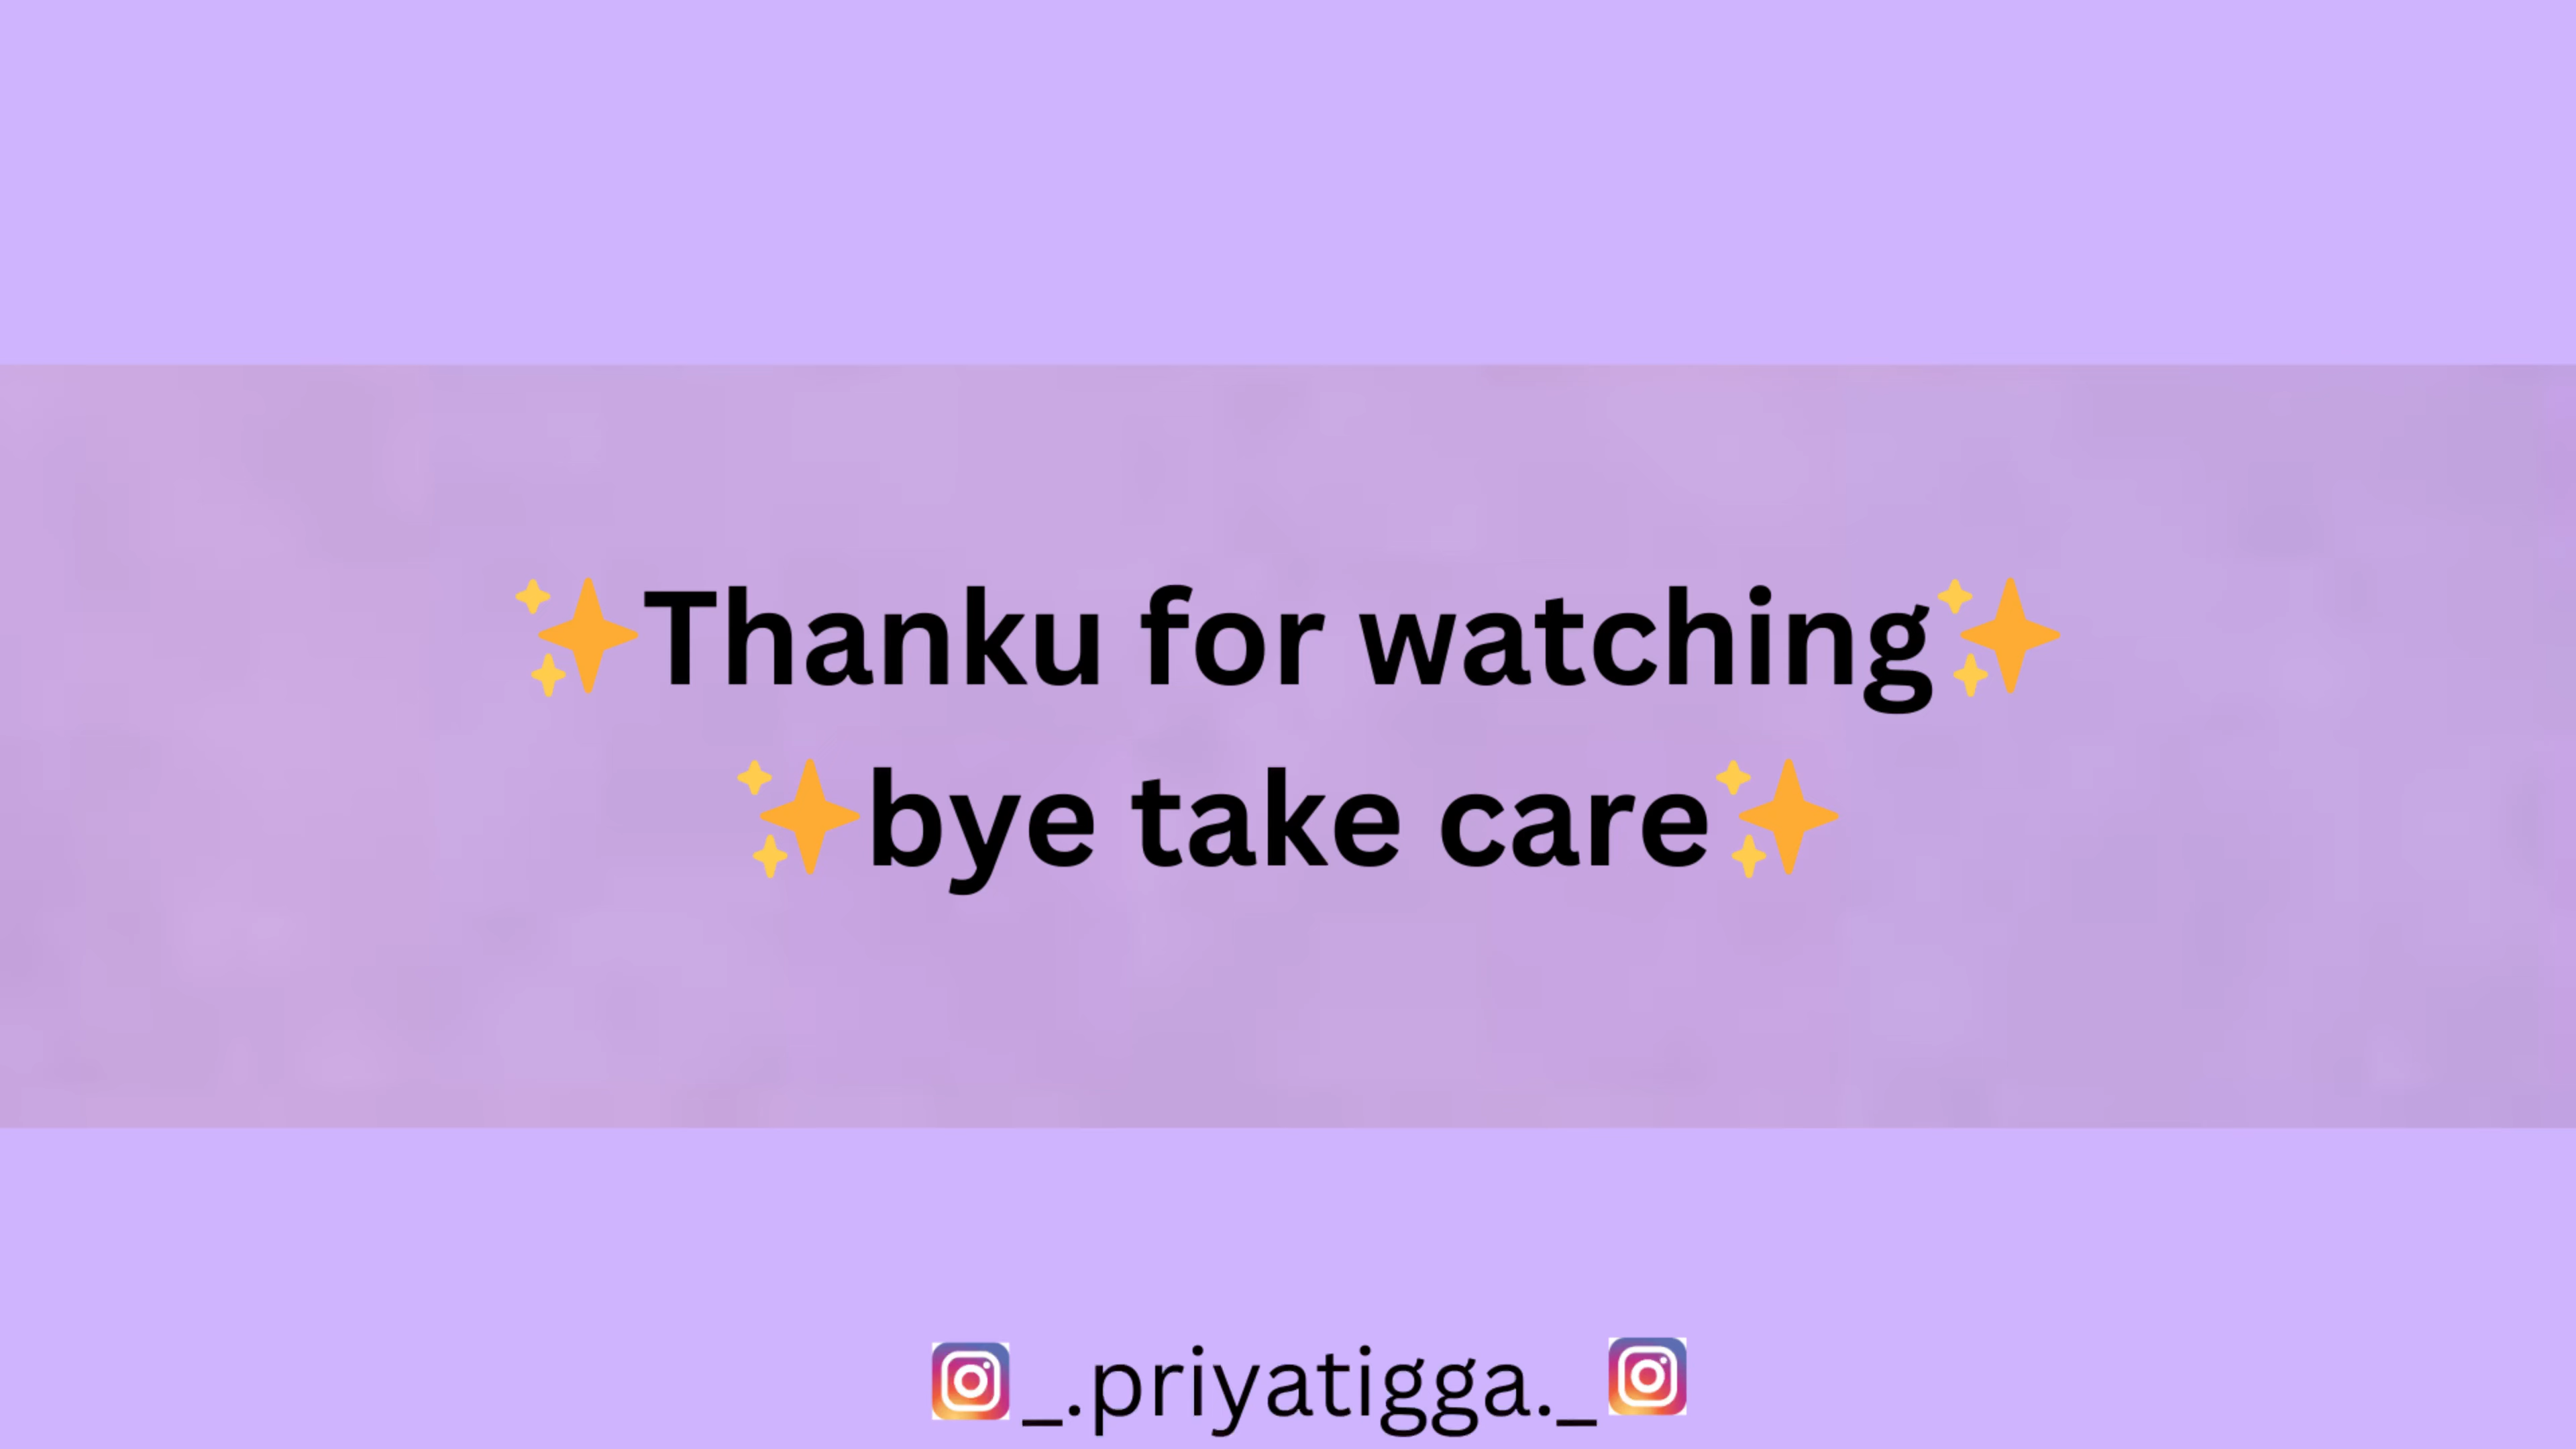 ✨Thanku for watching✨
✨bye take care✨
_.priyatigga._